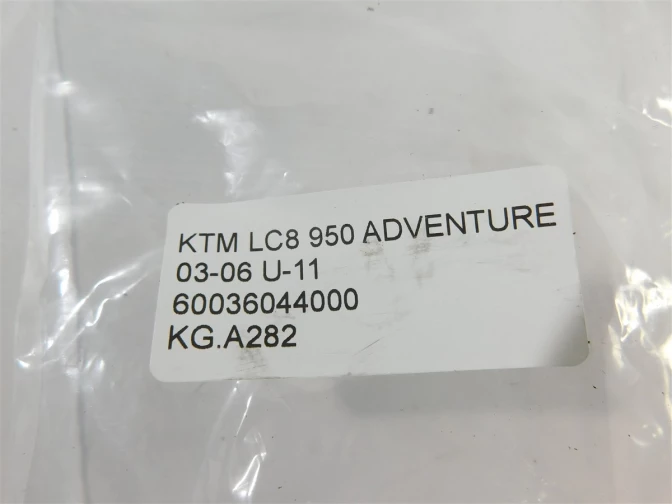 KTM LC8 950 ADVENTURE
03-06 U-11
60036044000
KG.A282